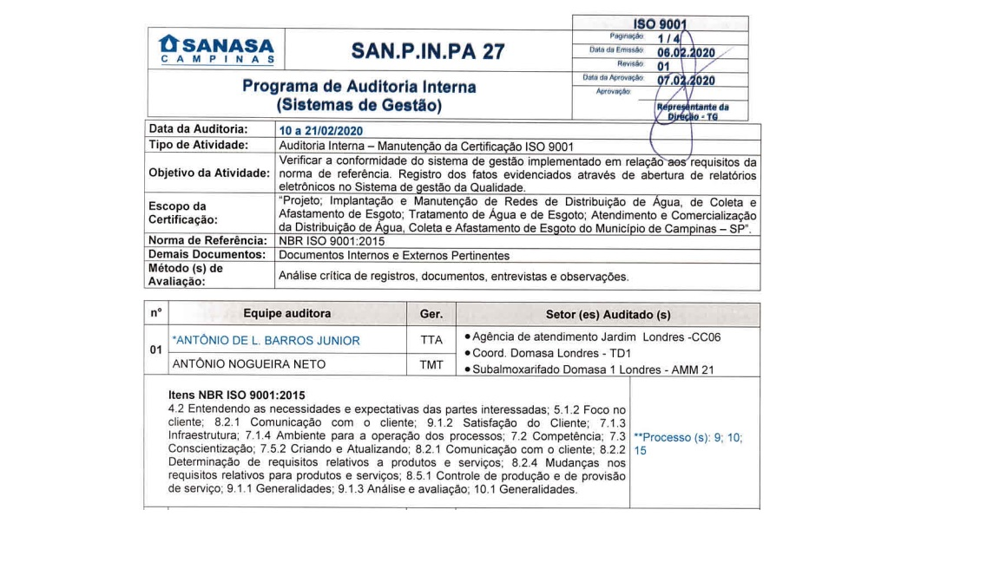 SANASA
CAMPINAS
SAN.P.IN.PA 27
Programa de Auditoria Interna
(Sistemas de Gestão)
ISO 9001
Paginação: 1 / 4
Data da Emissão: 06.02.2020
Revisão: 01
Data da Aprovação: 07.02.2020
Aprovação:
Representante da
Direção - TG
Data da Auditoria: 10 a 21/02/2020
Tipo de Atividade: Auditoria Interna – Manutenção da Certificação ISO 9001
Objetivo da Atividade: Verificar a conformidade do sistema de gestão implementado em relação aos requisitos da
norma de referência. Registro dos fatos evidenciados através de abertura de relatórios
eletrônicos no Sistema de gestão da Qualidade.
Escopo da
Certificação:
"Projeto; Implantação e Manutenção de Redes de Distribuição de Água, de Coleta e
Afastamento de Esgoto; Tratamento de Água e de Esgoto; Atendimento e Comercialização
da Distribuição de Água, Coleta e Afastamento de Esgoto do Município de Campinas – SP".
Norma de Referência: NBR ISO 9001:2015
Demais Documentos: Documentos Internos e Externos Pertinentes
Método (s) de
Avaliação:
Análise crítica de registros, documentos, entrevistas e observações.
n° Equipe auditora Ger. Setor (es) Auditado (s)
01
*ANTÔNIO DE L. BARROS JUNIOR TTA
ANTÔNIO NOGUEIRA NETO TMT
• Agência de atendimento Jardim Londres -CC06
• Coord. Domasa Londres - TD1
• Subalmoxarifado Domasa 1 Londres - AMM 21
Itens NBR ISO 9001:2015
4.2 Entendendo as necessidades e expectativas das partes interessadas; 5.1.2 Foco no
cliente; 8.2.1 Comunicação com o cliente; 9.1.2 Satisfação do Cliente; 7.1.3
Infraestrutura; 7.1.4 Ambiente para a operação dos processos; 7.2 Competência; 7.3
Conscientização; 7.5.2 Criando e Atualizando; 8.2.1 Comunicação com o cliente; 8.2.2
Determinação de requisitos relativos a produtos e serviços; 8.2.4 Mudanças nos
requisitos relativos para produtos e serviços; 8.5.1 Controle de produção e de provisão
de serviço; 9.1.1 Generalidades; 9.1.3 Análise e avaliação; 10.1 Generalidades.
**Processo (s): 9; 10;
15